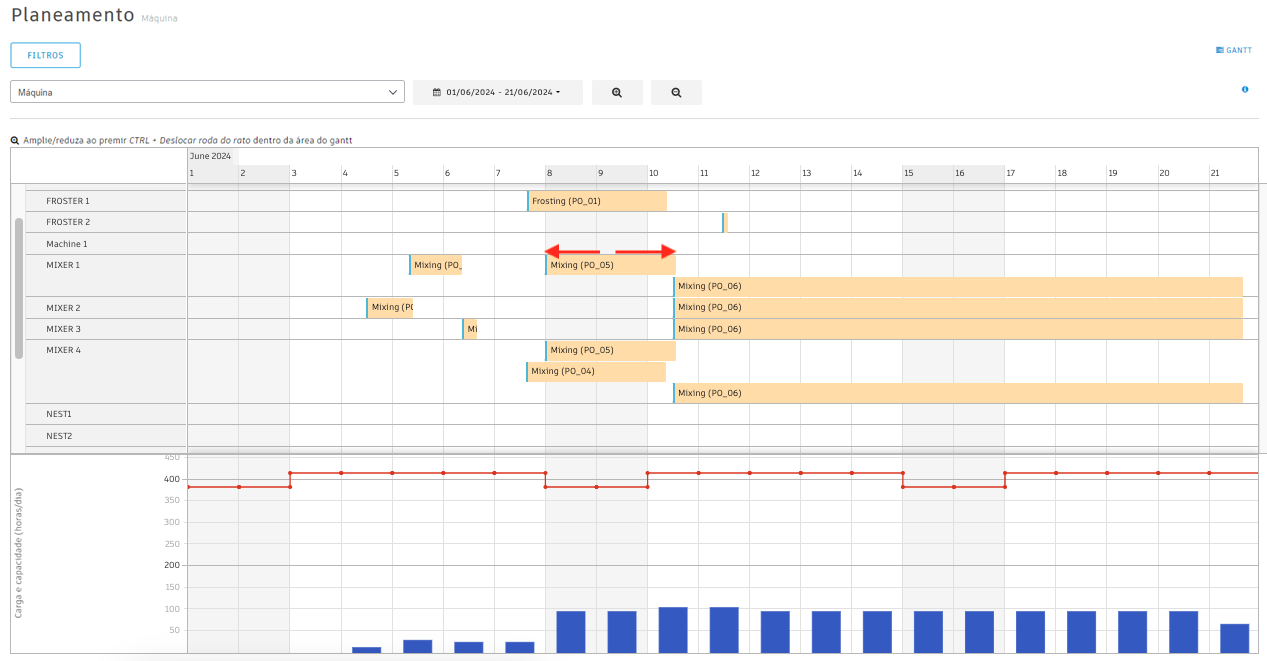 Planeamento Máquina
FILTROS
GANTT
Máquina
01/06/2024 - 21/06/2024
Amplie/reduza ao premir CTRL + Deslocar roda do rato dentro da área do gantt
June 2024
1 2 3 4 5 6 7 8 9 10 11 12 13 14 15 16 17 18 19 20 21
FROSTER 1 Frosting (PO_01)
FROSTER 2
Machine 1
MIXER 1 Mixing (PO_ Mixing (PO_05)
Mixing (PO_06)
MIXER 2 Mixing (PO Mixing (PO_06)
MIXER 3 Mi Mixing (PO_06)
MIXER 4 Mixing (PO_05)
Mixing (PO_04)
Mixing (PO_06)
NEST1
NEST2
Carga e capacidade (horas/dia)
450
400
350
300
250
200
150
100
50